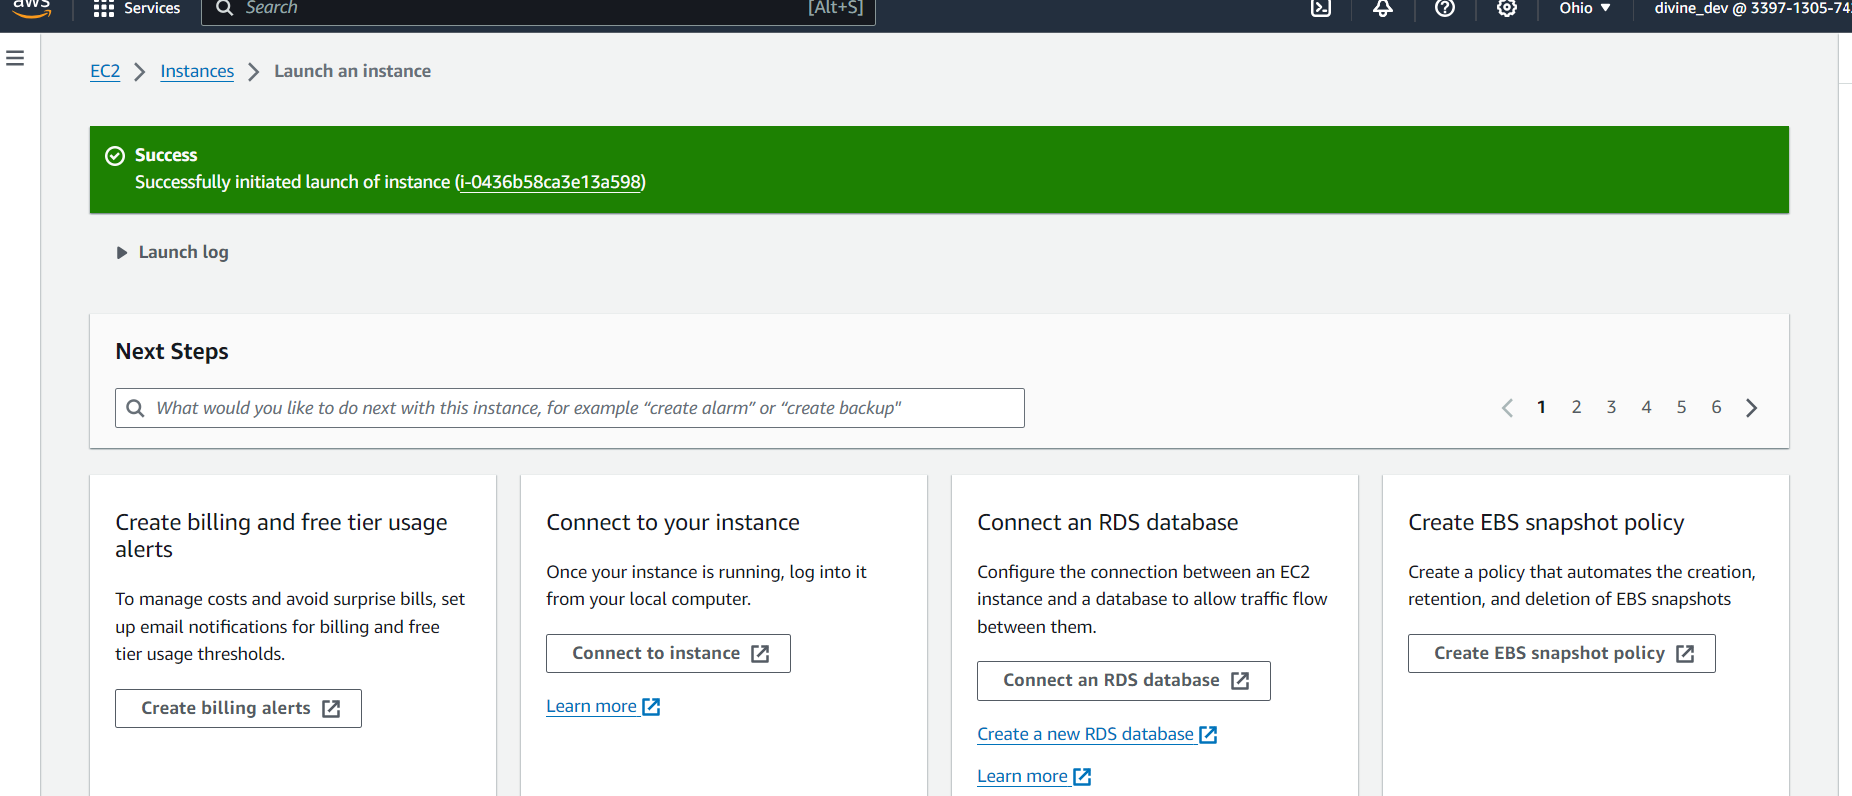 aws
Services
Search
[Alt+S]
Ohio
divine_dev @ 3397-1305-74
EC2
Instances
Launch an instance
Success
Successfully initiated launch of instance (i-0436b58ca3e13a598)
Launch log
Next Steps
What would you like to do next with this instance, for example “create alarm” or “create backup"
1 2 3 4 5 6
Create billing and free tier usage
alerts
To manage costs and avoid surprise bills, set
up email notifications for billing and free
tier usage thresholds.
Create billing alerts
Connect to your instance
Once your instance is running, log into it
from your local computer.
Connect to instance
Learn more
Connect an RDS database
Configure the connection between an EC2
instance and a database to allow traffic flow
between them.
Connect an RDS database
Create a new RDS database
Learn more
Create EBS snapshot policy
Create a policy that automates the creation,
retention, and deletion of EBS snapshots
Create EBS snapshot policy